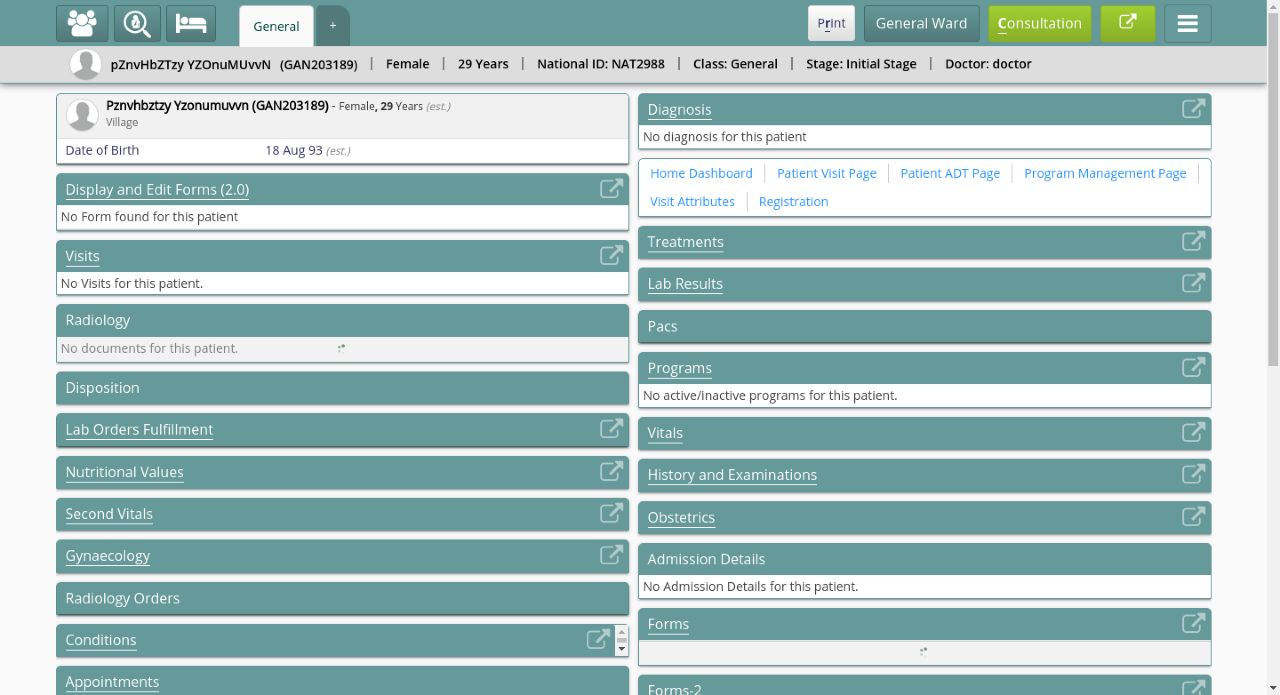 General
+
Print
General Ward
Consultation
pZnvHbZTzy YZOnuMUvvN (GAN203189) | Female | 29 Years | National ID: NAT2988 | Class: General | Stage: Initial Stage | Doctor: doctor
Pznvhbztzy Yzonumuvvn (GAN203189) - Female, 29 Years (est.)
Village
Date of Birth 18 Aug 93 (est.)
Display and Edit Forms (2.0)
No Form found for this patient
Visits
No Visits for this patient.
Radiology
No documents for this patient.
Disposition
Lab Orders Fulfillment
Nutritional Values
Second Vitals
Gynaecology
Radiology Orders
Conditions
Appointments
Diagnosis
No diagnosis for this patient
Home Dashboard | Patient Visit Page | Patient ADT Page | Program Management Page |
Visit Attributes | Registration
Treatments
Lab Results
Pacs
Programs
No active/inactive programs for this patient.
Vitals
History and Examinations
Obstetrics
Admission Details
No Admission Details for this patient.
Forms
Forms-2